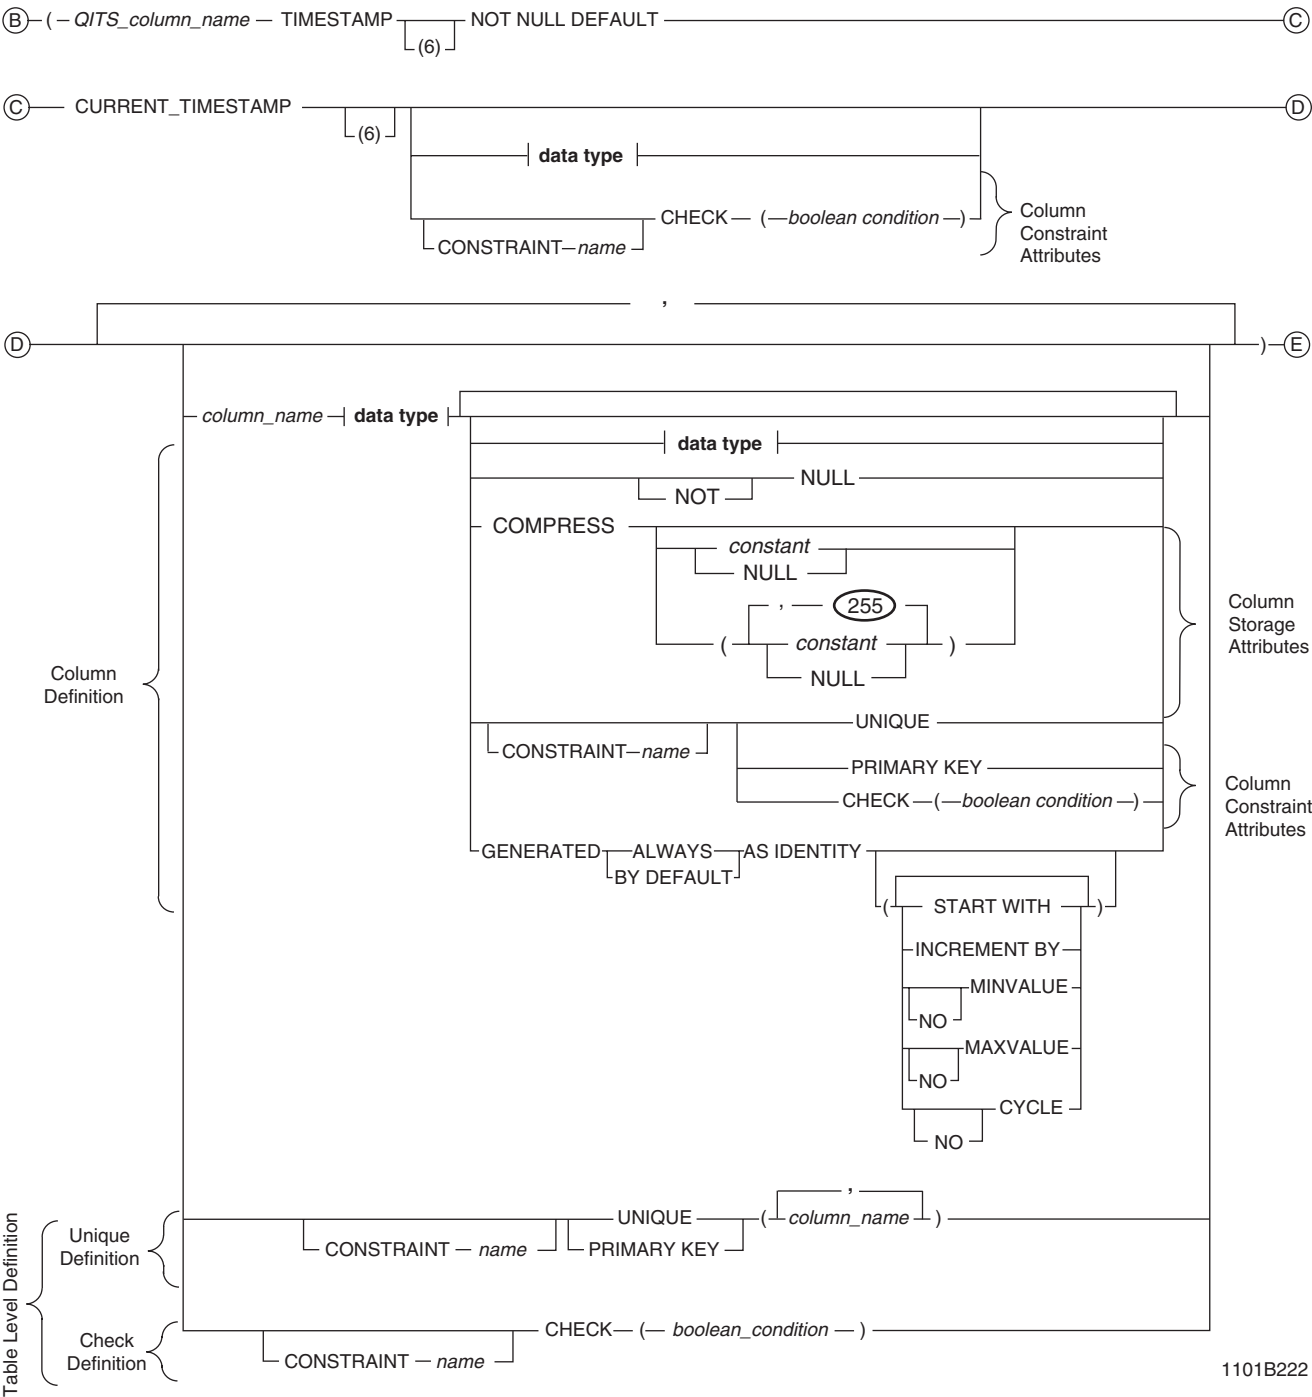 B ( QITS_column_name TIMESTAMP (6) NOT NULL DEFAULT C
C CURRENT_TIMESTAMP (6) D
data type
CONSTRAINT name CHECK ( boolean condition )
Column
Constraint
Attributes
,
D ) E
column_name data type
data type
NOT NULL
COMPRESS
constant
NULL
, 255
( constant )
NULL
Column
Storage
Attributes
Column
Definition
CONSTRAINT name UNIQUE
PRIMARY KEY
CHECK ( boolean condition )
Column
Constraint
Attributes
GENERATED ALWAYS AS IDENTITY
BY DEFAULT
( START WITH )
INCREMENT BY
MINVALUE
NO
MAXVALUE
NO
CYCLE
NO
Table Level Definition
Unique
Definition
,
UNIQUE ( column_name )
CONSTRAINT name PRIMARY KEY
Check
Definition
CHECK ( boolean_condition )
CONSTRAINT name
1101B222